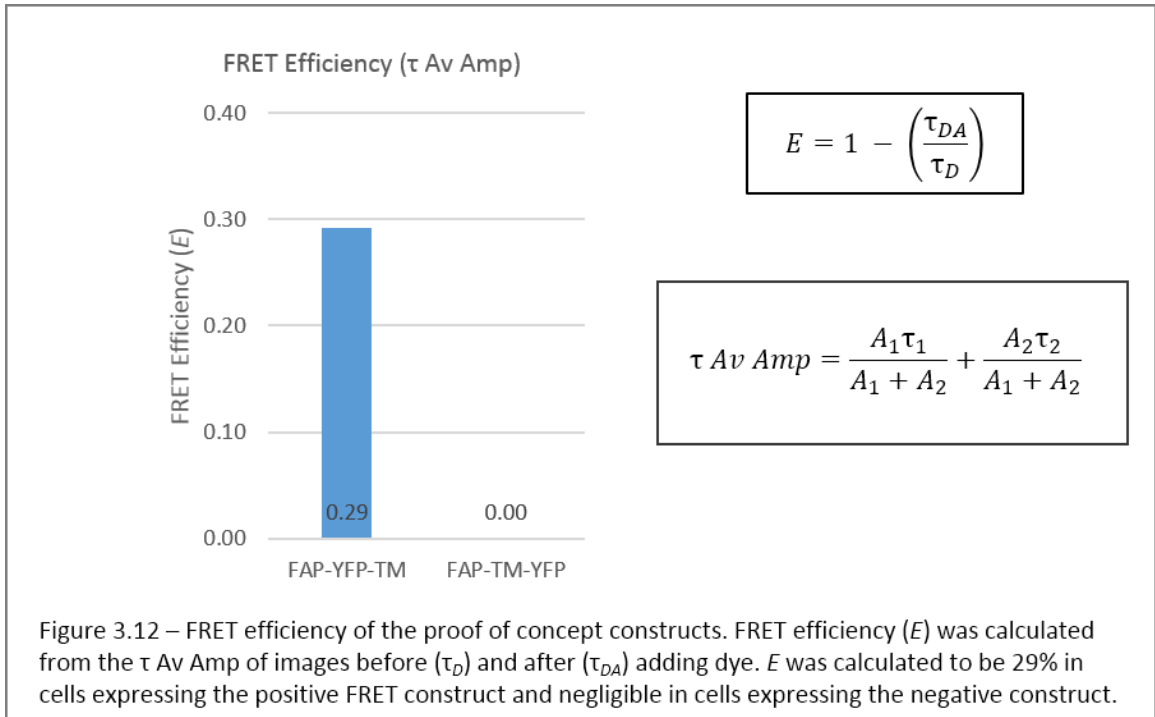 FRET Efficiency (τ Av Amp)
0.40
0.30
0.20
0.10
0.00
FRET Efficiency (E)
0.29
0.00
FAP-YFP-TM
FAP-TM-YFP
E = 1 − (τ_DA / τ_D)
τ Av Amp = A₁τ₁ / (A₁ + A₂) + A₂τ₂ / (A₁ + A₂)
Figure 3.12 – FRET efficiency of the proof of concept constructs. FRET efficiency (E) was calculated
from the τ Av Amp of images before (τ_D) and after (τ_DA) adding dye. E was calculated to be 29% in
cells expressing the positive FRET construct and negligible in cells expressing the negative construct.